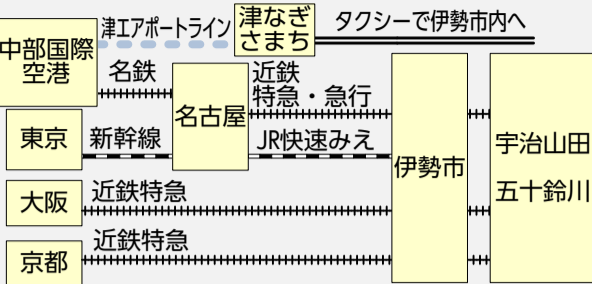 津エアポートライン
津なぎ
さまち
タクシーで伊勢市内へ
中部国際
空港
名鉄
名古屋
近鉄
特急・急行
東京
新幹線
JR快速みえ
伊勢市
宇治山田
五十鈴川
大阪
近鉄特急
京都
近鉄特急